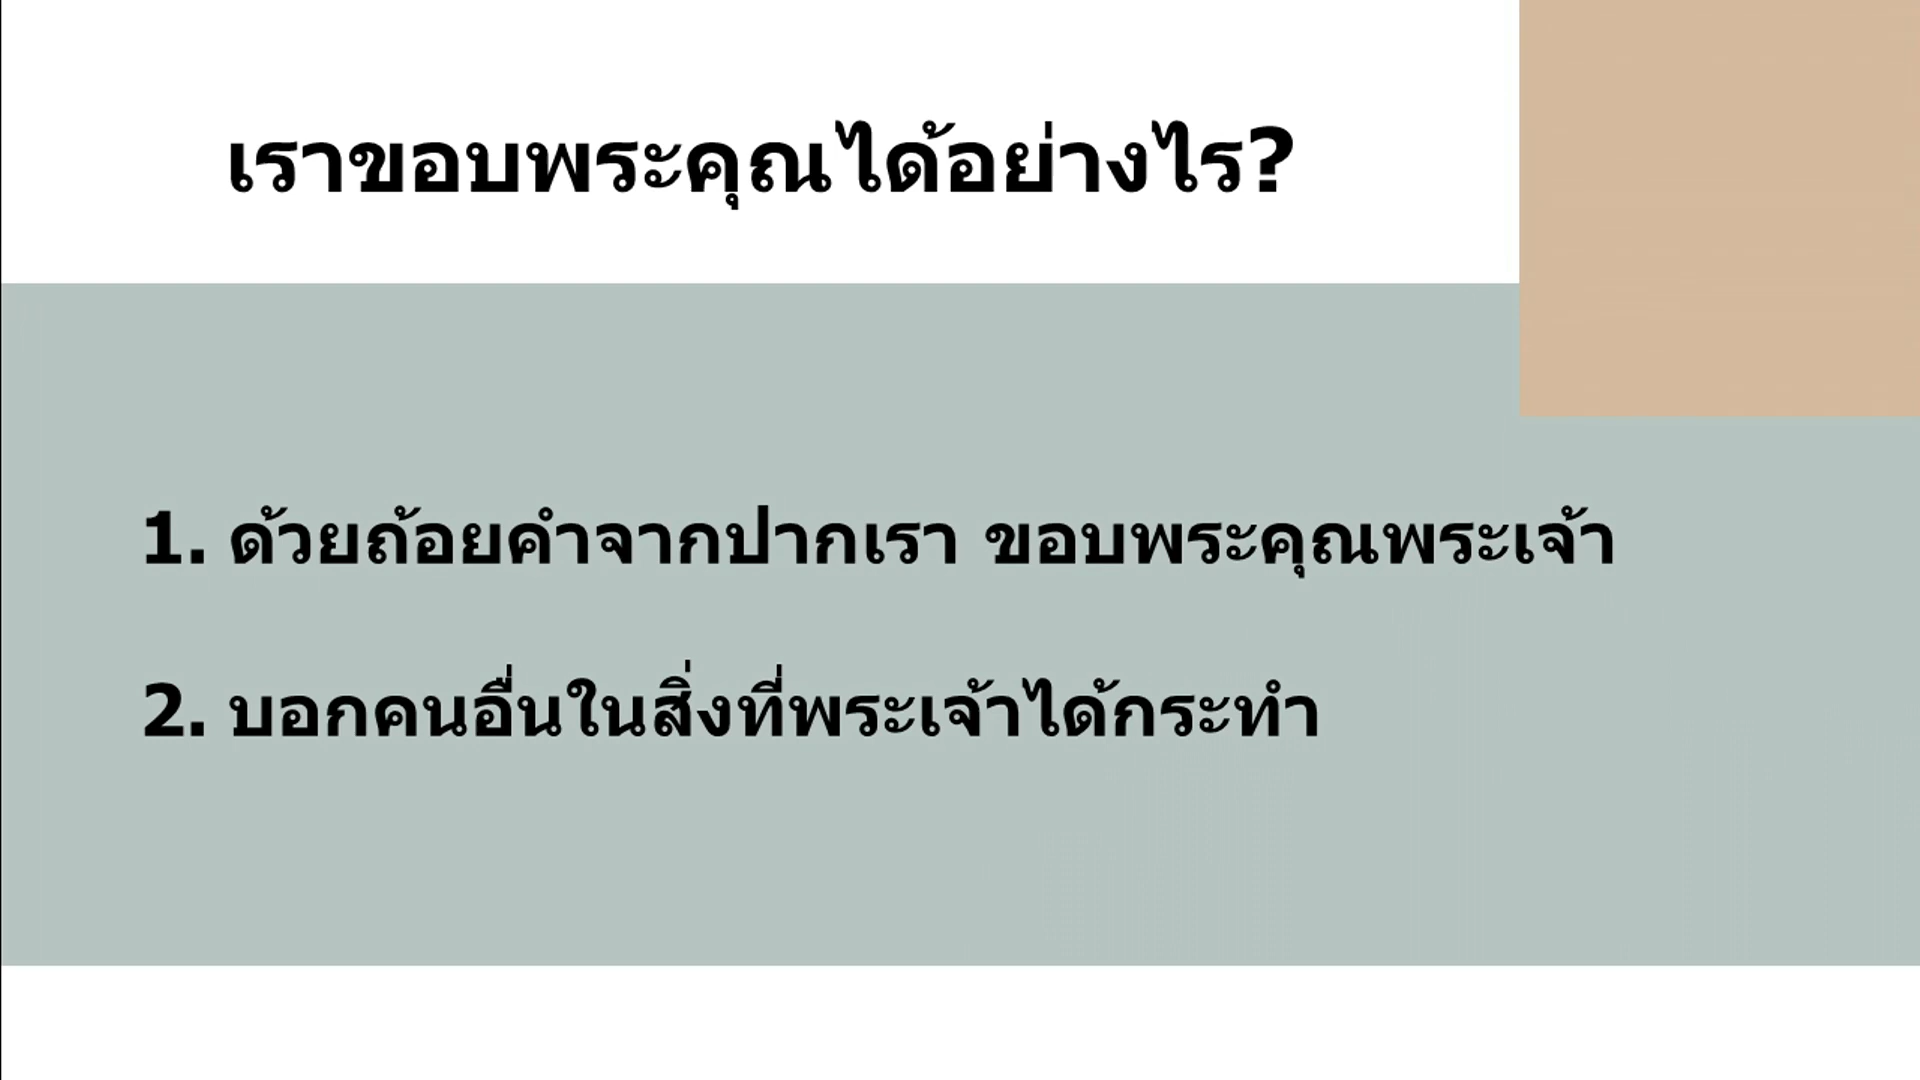 เราขอบพระคุณได้อย่างไร?
1. ด้วยถ้อยคำจากปากเรา ขอบพระคุณพระเจ้า
2. บอกคนอื่นในสิ่งที่พระเจ้าได้กระทำ